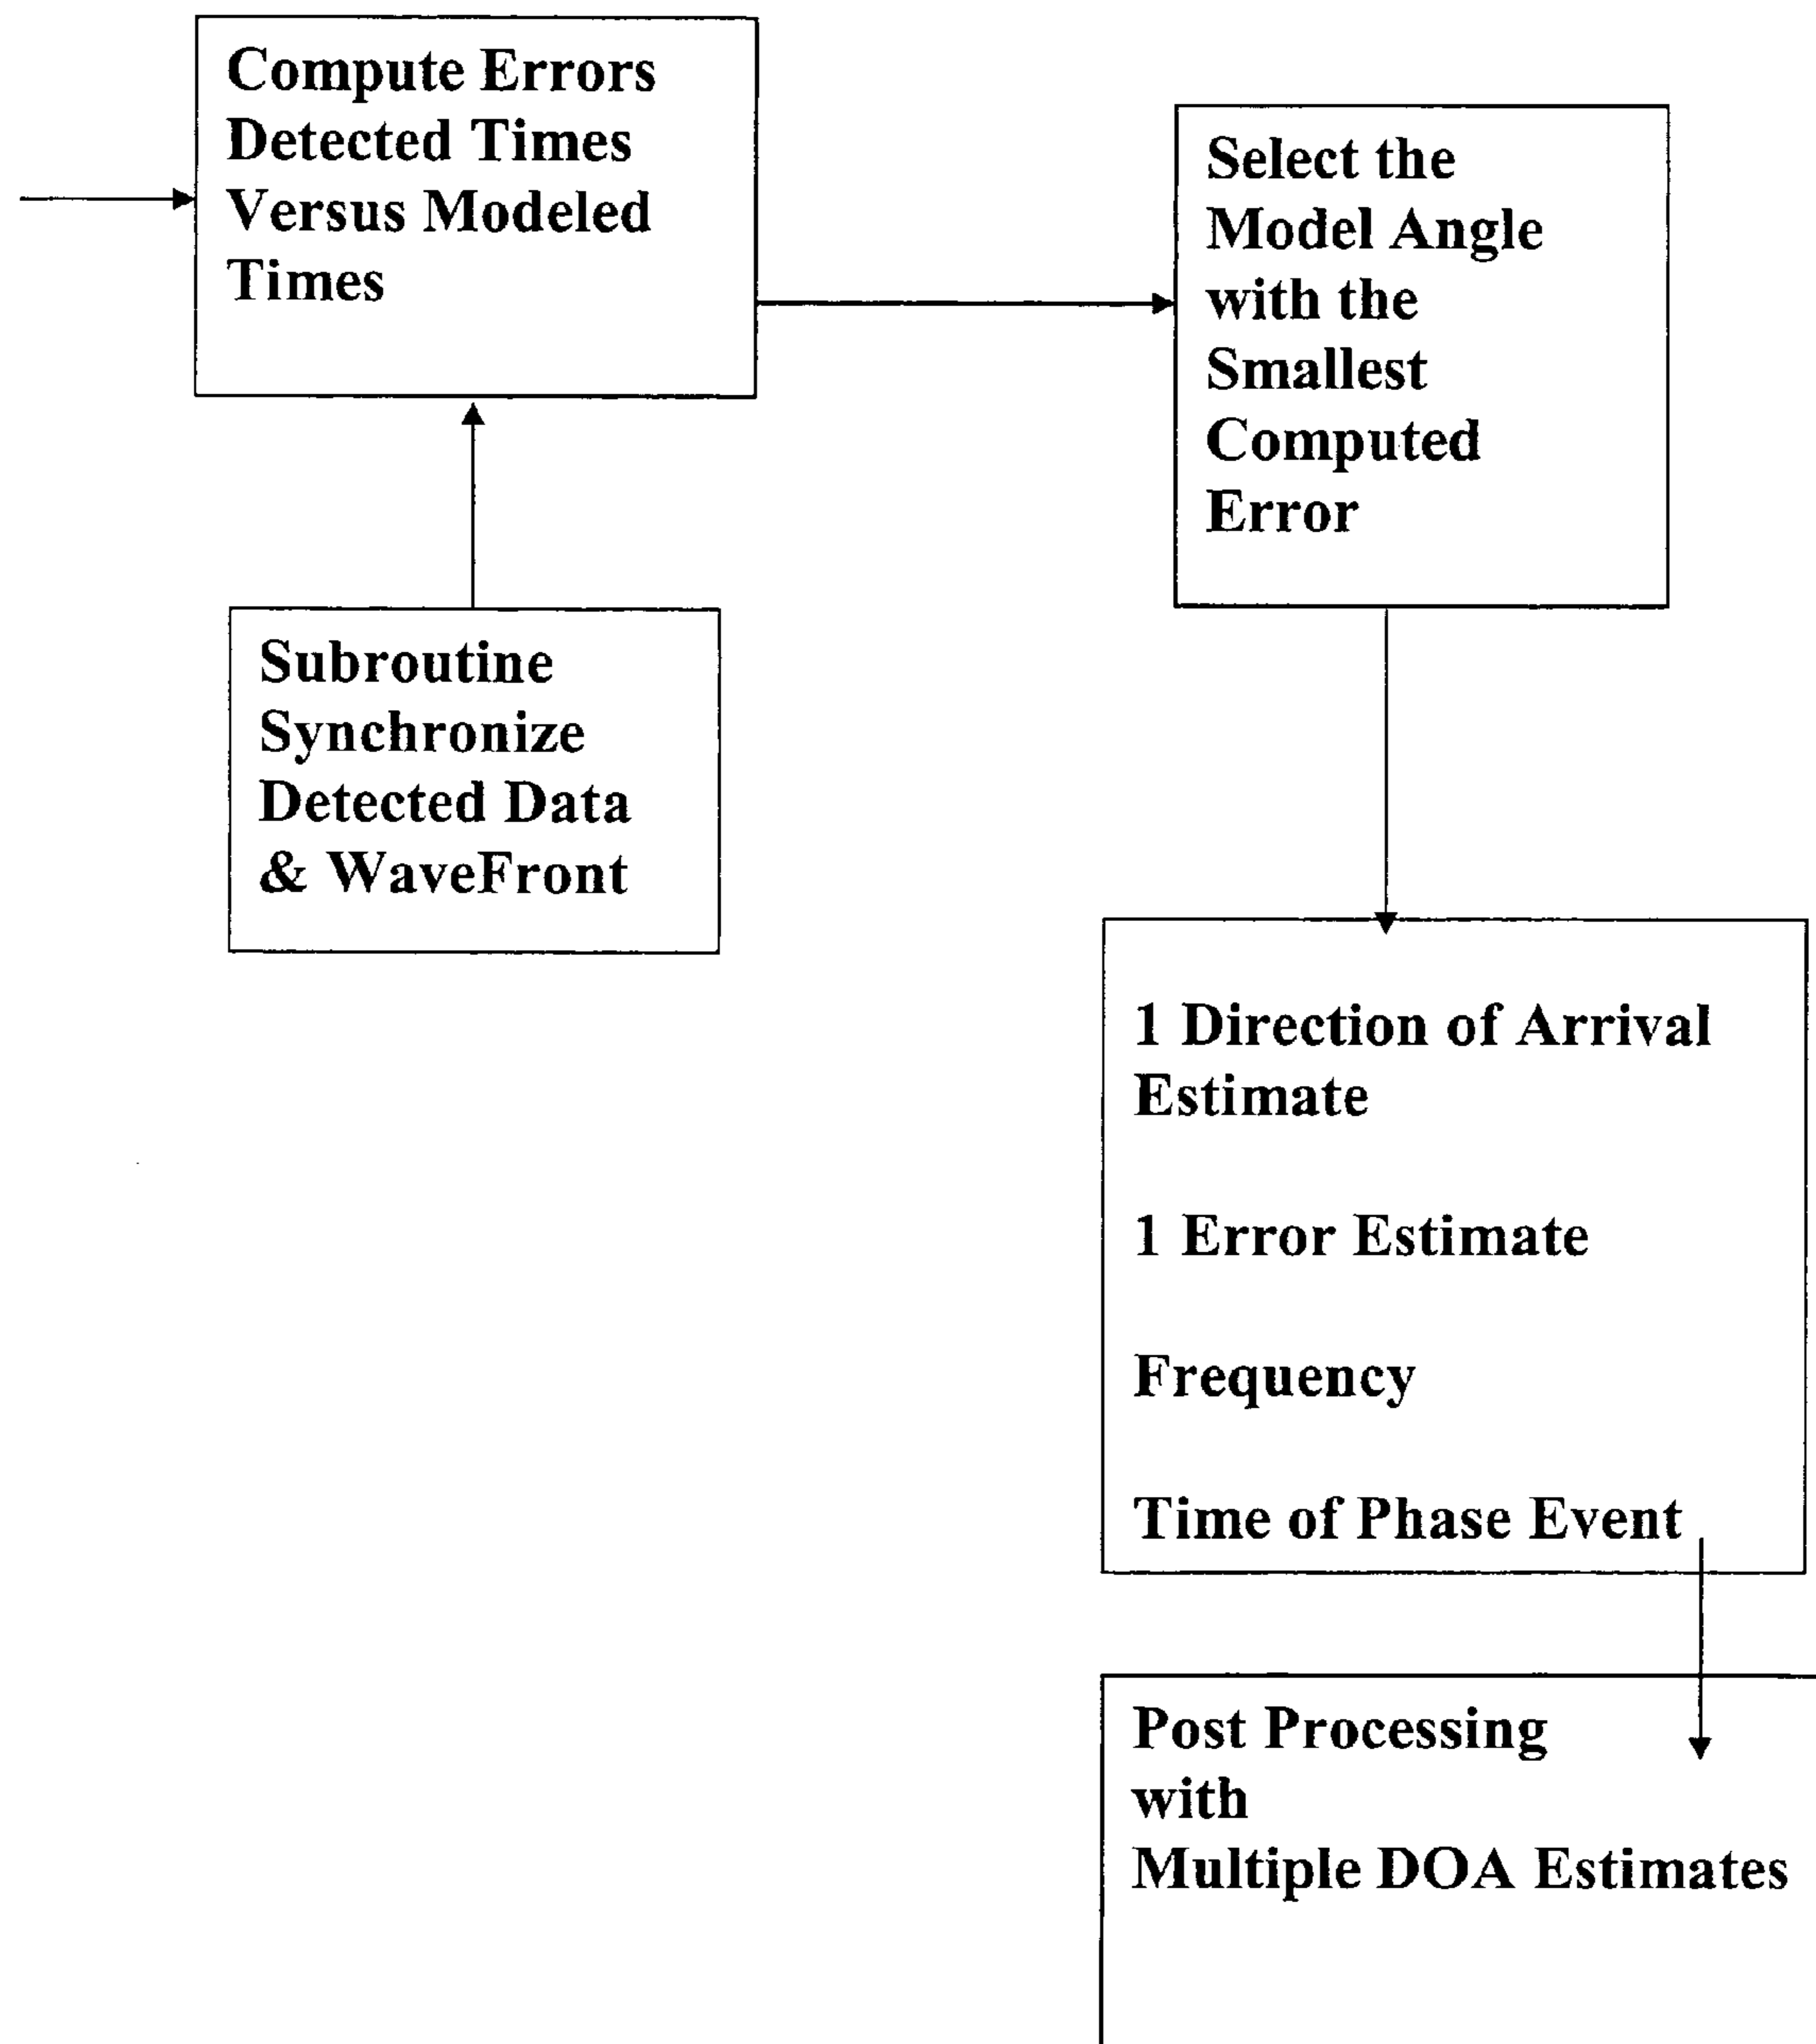 Compute Errors
Detected Times
Versus Modeled
Times
Select the
Model Angle
with the
Smallest
Computed
Error
Subroutine
Synchronize
Detected Data
& WaveFront
1 Direction of Arrival
Estimate
1 Error Estimate
Frequency
Time of Phase Event
Post Processing
with
Multiple DOA Estimates